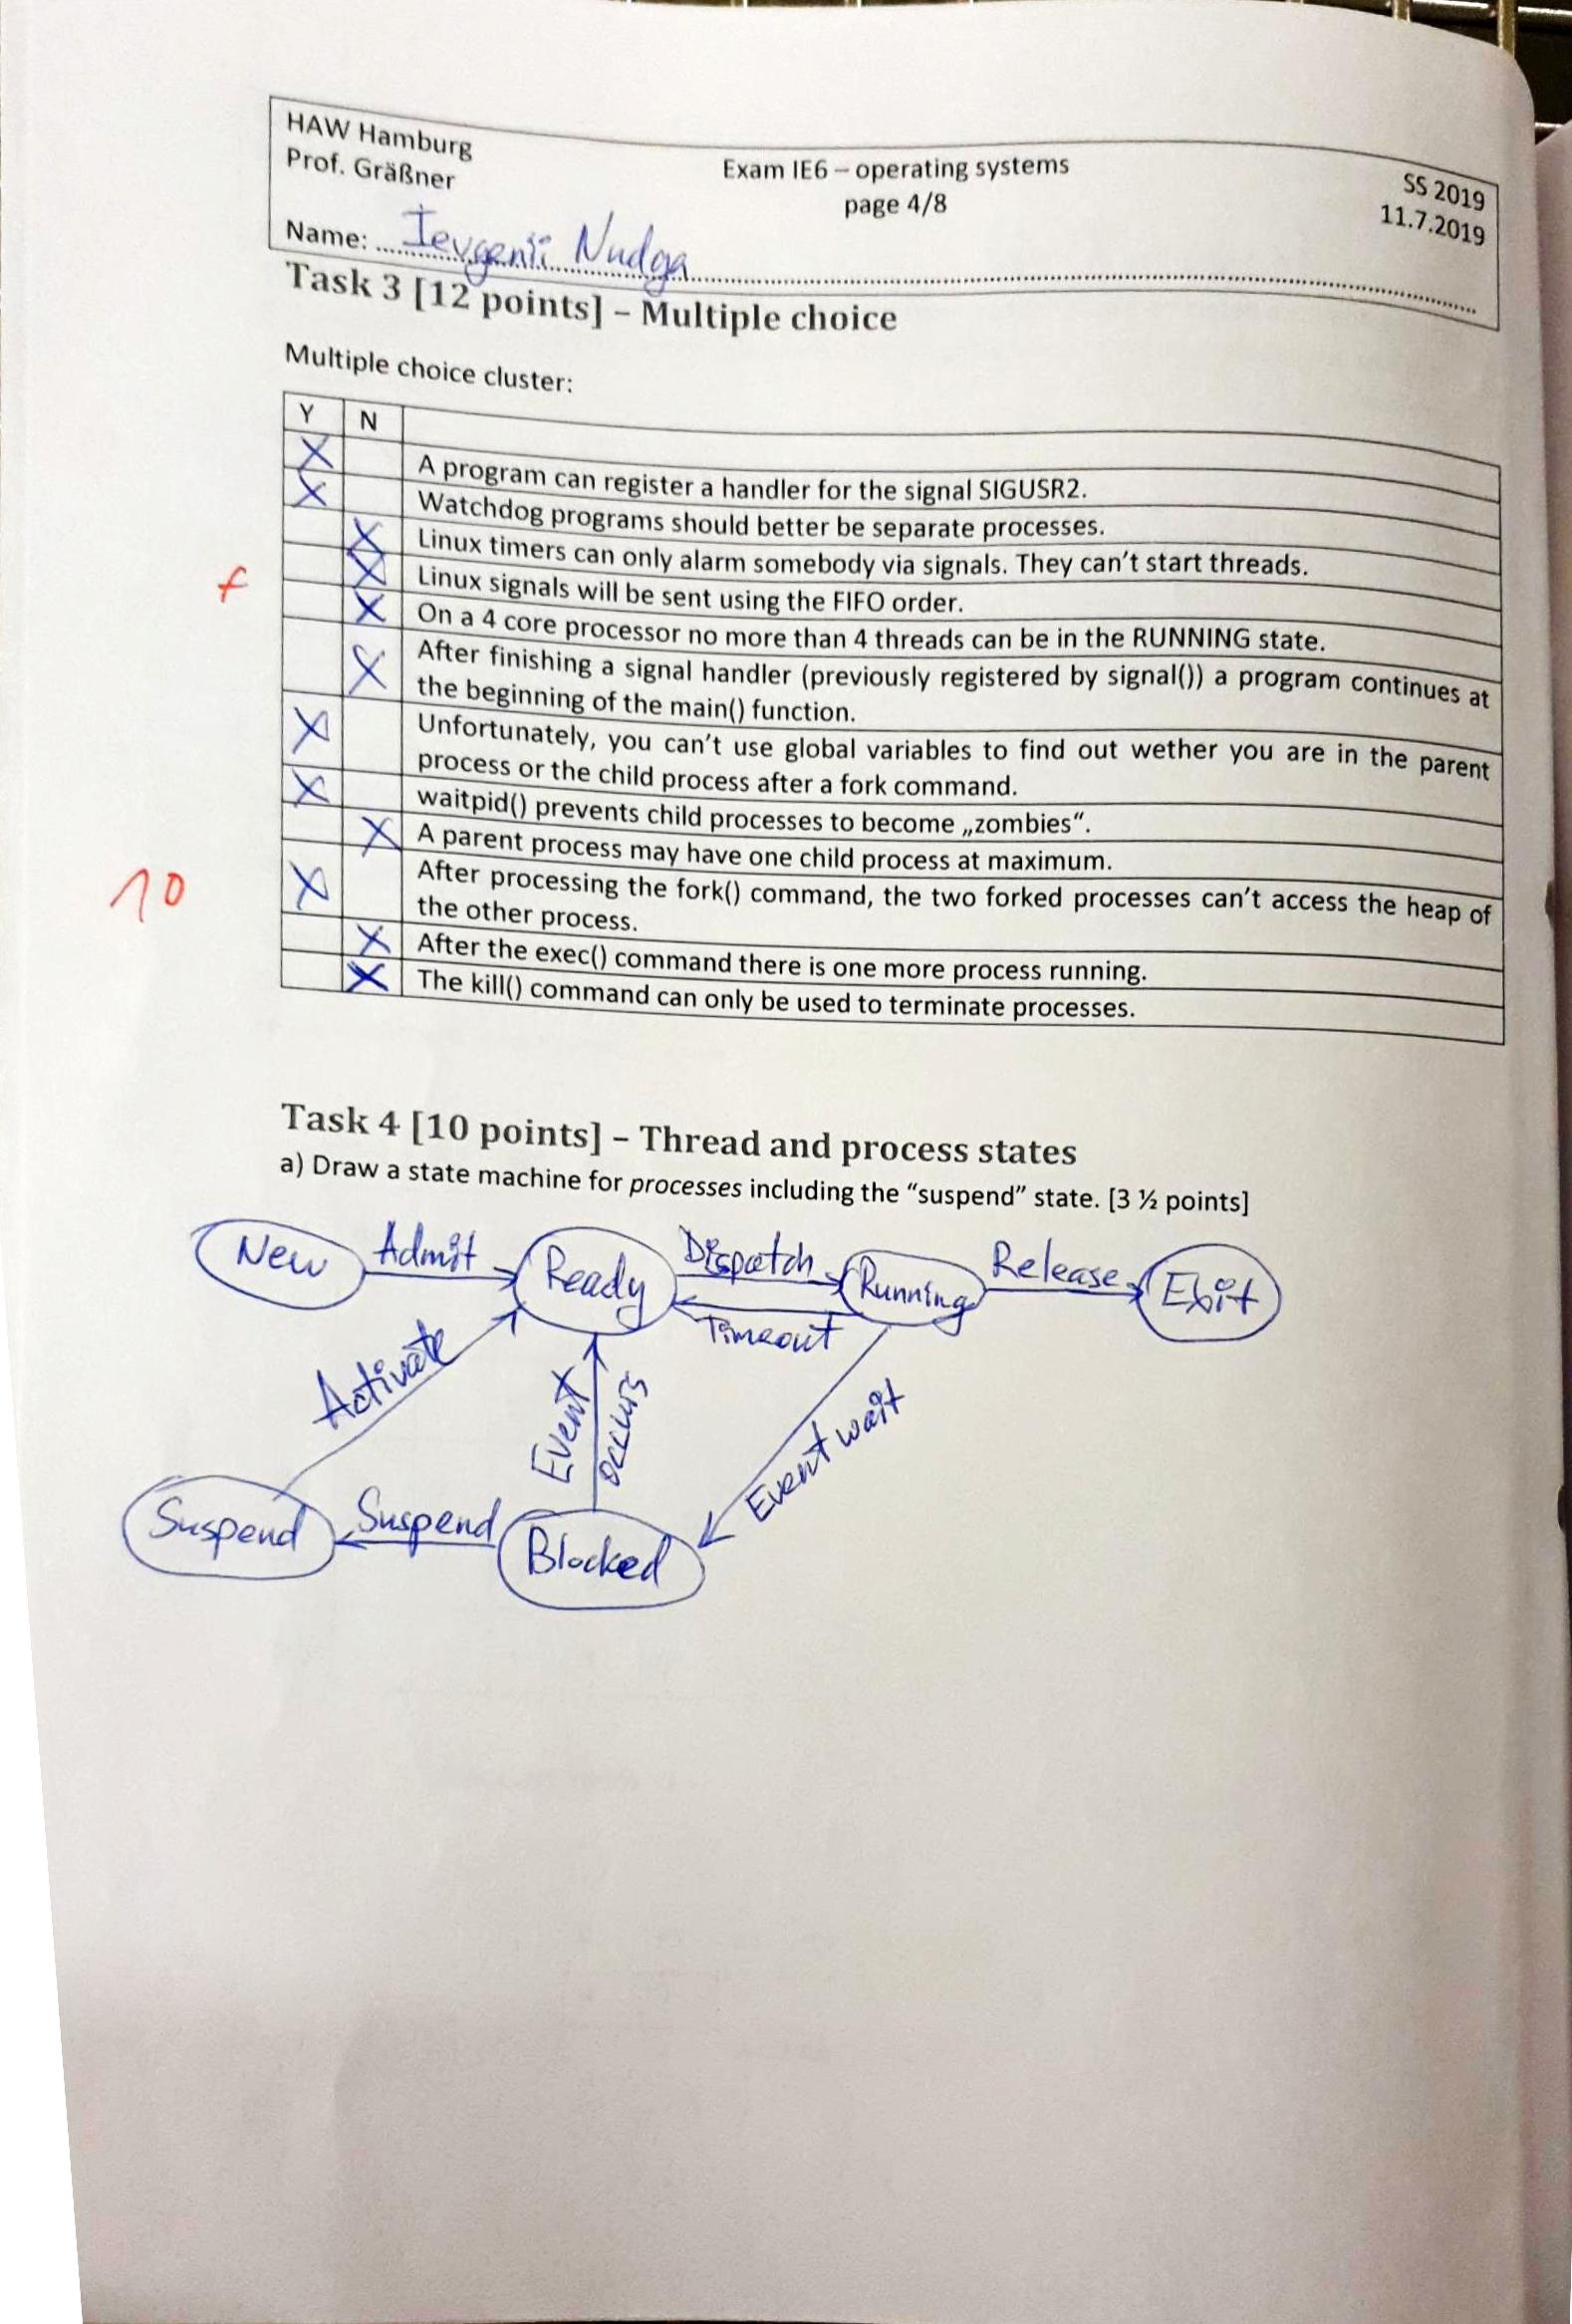 HAW Hamburg
Prof. Gräßner
Exam IE6 – operating systems
page 4/8
SS 2019
11.7.2019
Name: Ievgenii Nudga
Task 3 [12 points] – Multiple choice
Multiple choice cluster:
Y N
X A program can register a handler for the signal SIGUSR2.
X Watchdog programs should better be separate processes.
X Linux timers can only alarm somebody via signals. They can't start threads.
f X Linux signals will be sent using the FIFO order.
X On a 4 core processor no more than 4 threads can be in the RUNNING state.
X After finishing a signal handler (previously registered by signal()) a program continues at
the beginning of the main() function.
X Unfortunately, you can't use global variables to find out wether you are in the parent
process or the child process after a fork command.
X waitpid() prevents child processes to become „zombies“.
X A parent process may have one child process at maximum.
10 X After processing the fork() command, the two forked processes can't access the heap of
the other process.
X After the exec() command there is one more process running.
X The kill() command can only be used to terminate processes.
Task 4 [10 points] – Thread and process states
a) Draw a state machine for processes including the “suspend” state. [3 ½ points]
New Admit Ready Dispatch Running Release Exit
Timeout
Activate
Event occurs
Event wait
Suspend Suspend Blocked